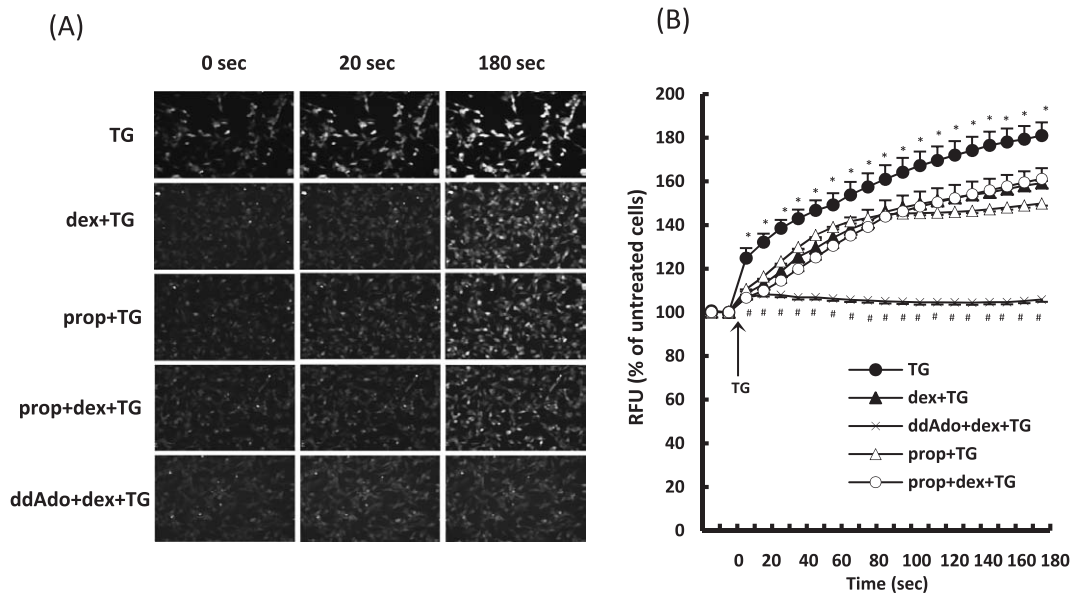 (A)
0 sec 20 sec 180 sec
TG
dex+TG
prop+TG
prop+dex+TG
ddAdo+dex+TG
(B)
RFU (% of untreated cells)
200
180
160
140
120
100
80
60
40
20
0
* * * * * * * * * * * * * * * * * *
# # # # # # # # # # # # # # # # #
TG
TG
dex+TG
ddAdo+dex+TG
prop+TG
prop+dex+TG
0 20 40 60 80 100 120 140 160 180
Time (sec)